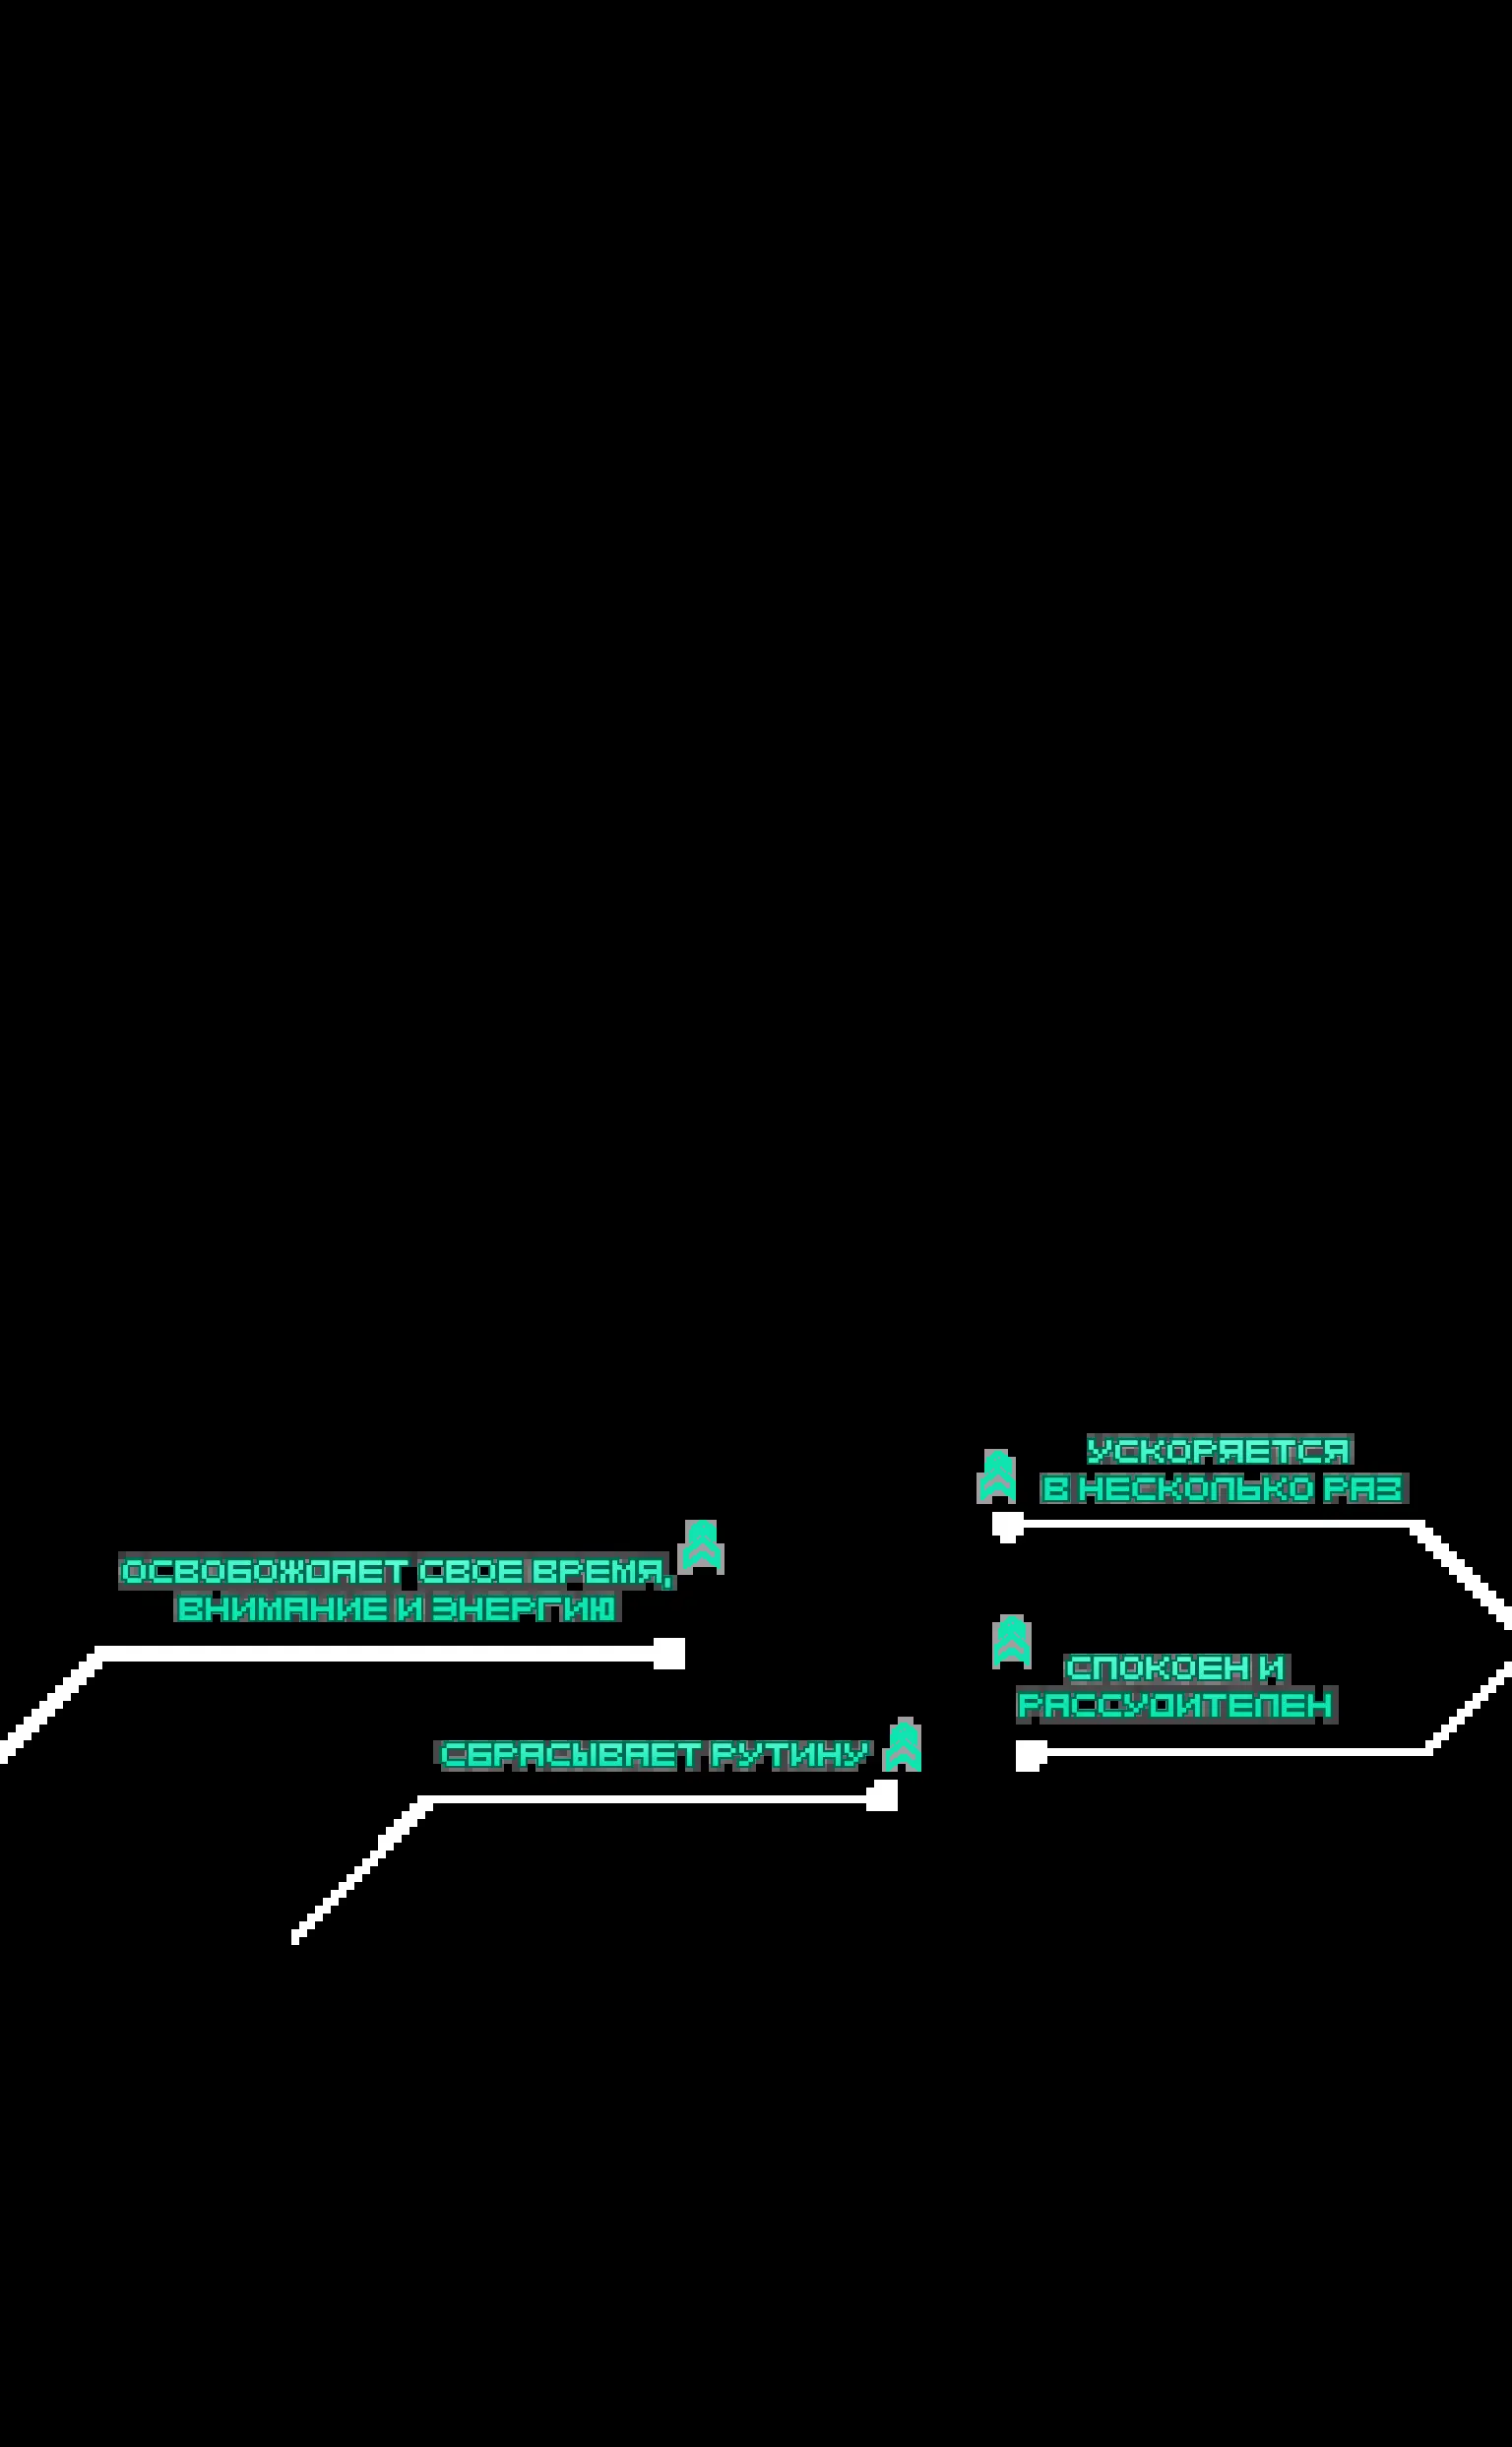 УСКОРЯЕТСЯ
В НЕСКОЛЬКО РАЗ
ОСВОБОЖДАЕТ СВОЕ ВРЕМЯ,
ВНИМАНИЕ И ЭНЕРГИЮ
СПОКОЕН И
РАССУДИТЕЛЕН
СБРАСЫВАЕТ РУТИНУ